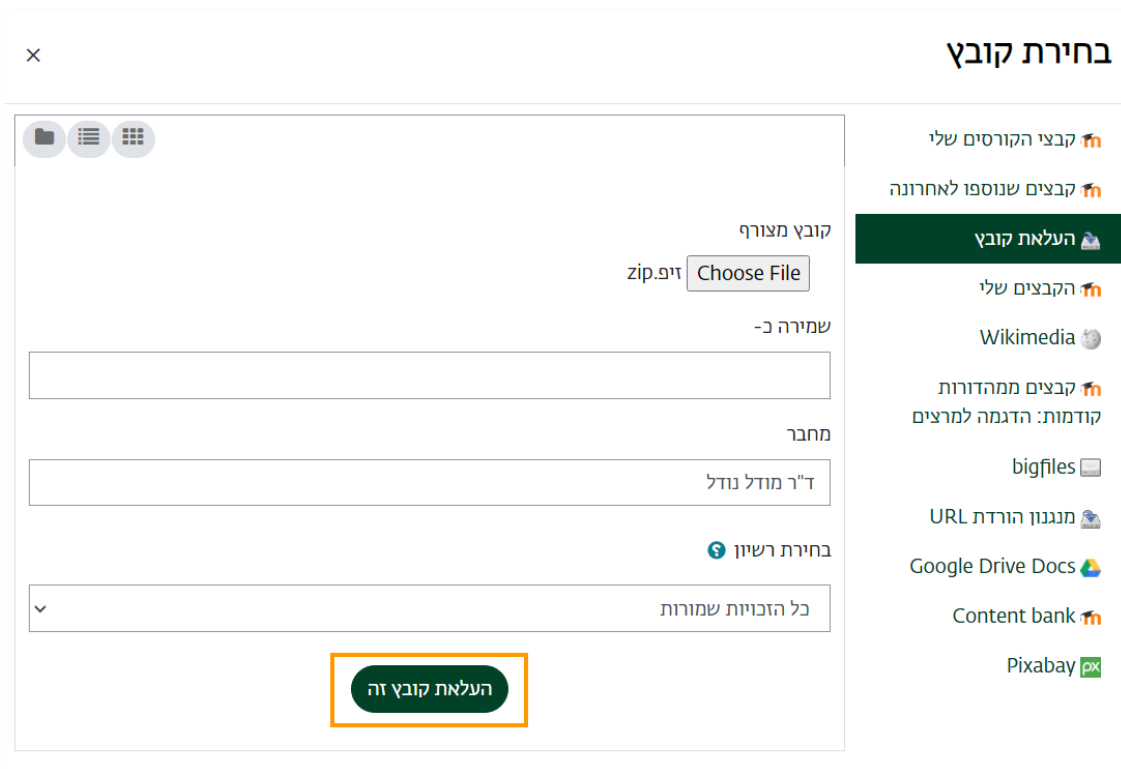 בחירת קובץ
×
קבצי הקורסים שלי
קבצים שנוספו לאחרונה
העלאת קובץ
הקבצים שלי
Wikimedia
קבצים ממהדורות
קודמות: הדגמה למרצים
bigfiles
מנגנון הורדת URL
Google Drive Docs
Content bank
Pixabay
קובץ מצורף
Choose File זיפ.zip
שמירה כ-
מחבר
ד"ר מודל נודל
בחירת רשיון ?
כל הזכויות שמורות
העלאת קובץ זה